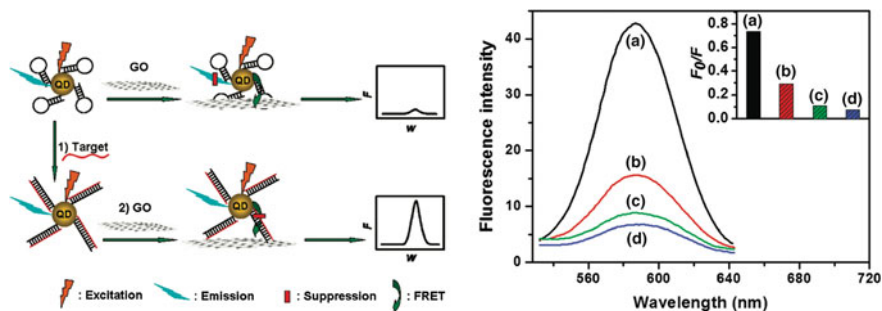 GO
QD
QD
F
W
1) Target
QD
2) GO
QD
F
W
: Excitation : Emission : Suppression : FRET
Fluorescence intensity
40
30
20
10
0
560 600 640 680 720
Wavelength (nm)
(a)
(b)
(c)
(d)
F0/F
0.8
0.6
0.4
0.2
0.0
(a)
(b)
(c)
(d)